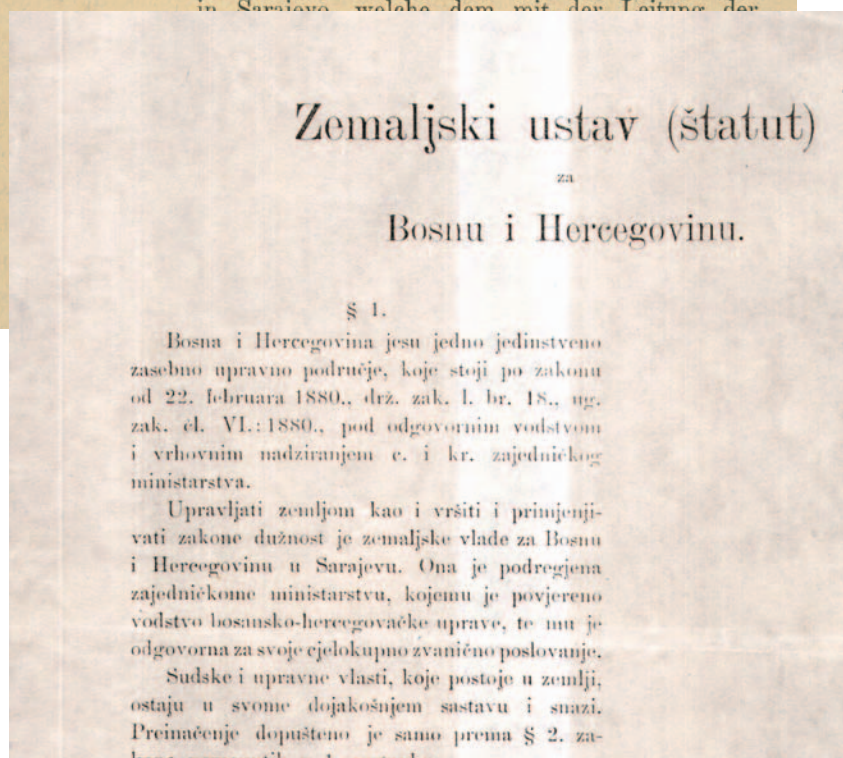 in Sarajevo, welche dem mit der Leitung der
Zemaljski ustav (štatut)
za
Bosnu i Hercegovinu.
§ 1.
Bosna i Hercegovina jesu jedno jedinstveno
zasebno upravno područje, koje stoji po zakonu
od 22. februara 1880., drž. zak. l. br. 18., ug.
zak. čl. VI.: 1880., pod odgovornim vodstvom
i vrhovnim nadziranjem c. i kr. zajedničkog
ministarstva.
Upravljati zemljom kao i vršiti i primjenji-
vati zakone dužnost je zemaljske vlade za Bosnu
i Hercegovinu u Sarajevu. Ona je podregjena
zajedničkome ministarstvu, kojemu je povjereno
vodstvo bosansko-hercegovačke uprave, te mu je
odgovorna za svoje cjelokupno zvanično poslovanje.
Sudske i upravne vlasti, koje postoje u zemlji,
ostaju u svome dojakošnjem sastavu i snazi.
Preinačenje dopušteno je samo prema § 2. za-